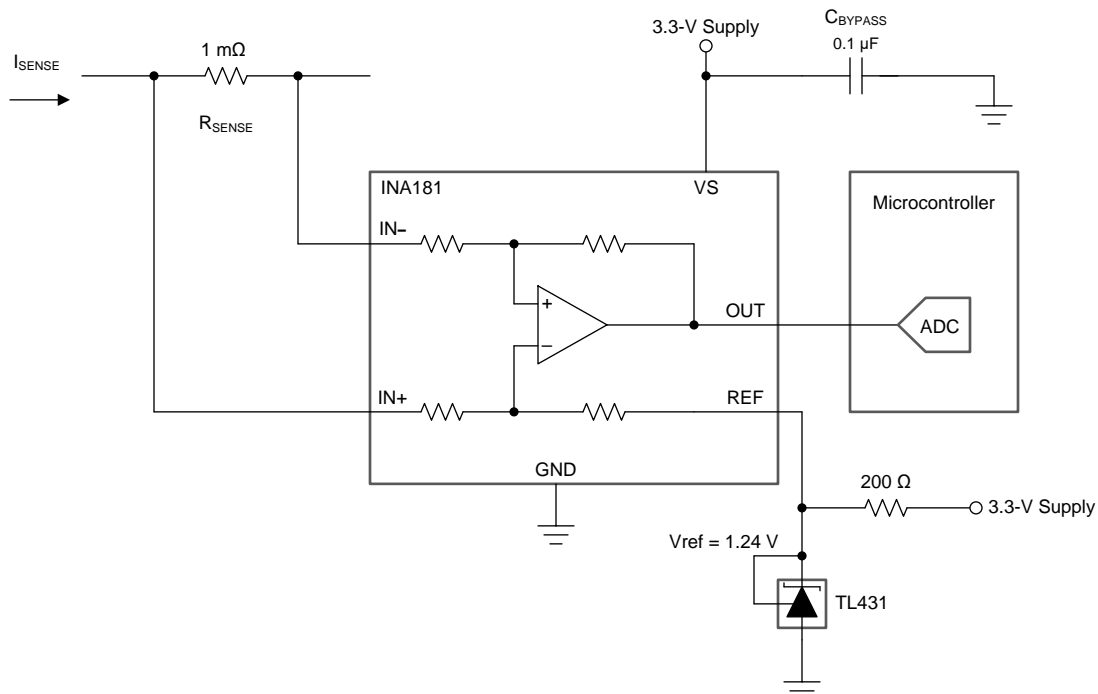 3.3-V Supply
CBYPASS
0.1 µF
ISENSE
1 mΩ
RSENSE
INA181
VS
Microcontroller
IN–
+
OUT
ADC
–
IN+
REF
GND
200 Ω
3.3-V Supply
Vref = 1.24 V
TL431